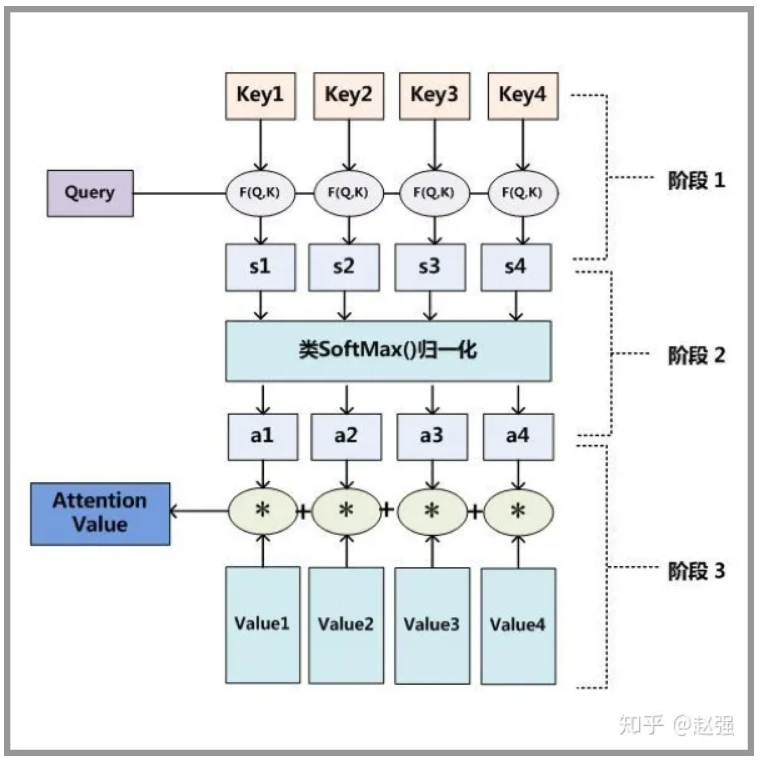 Key1 Key2 Key3 Key4
阶段 1
Query F(Q,K) F(Q,K) F(Q,K) F(Q,K)
s1 s2 s3 s4
类SoftMax()归一化
阶段 2
a1 a2 a3 a4
Attention
Value
* + * + * + *
阶段 3
Value1 Value2 Value3 Value4
知乎 @赵强